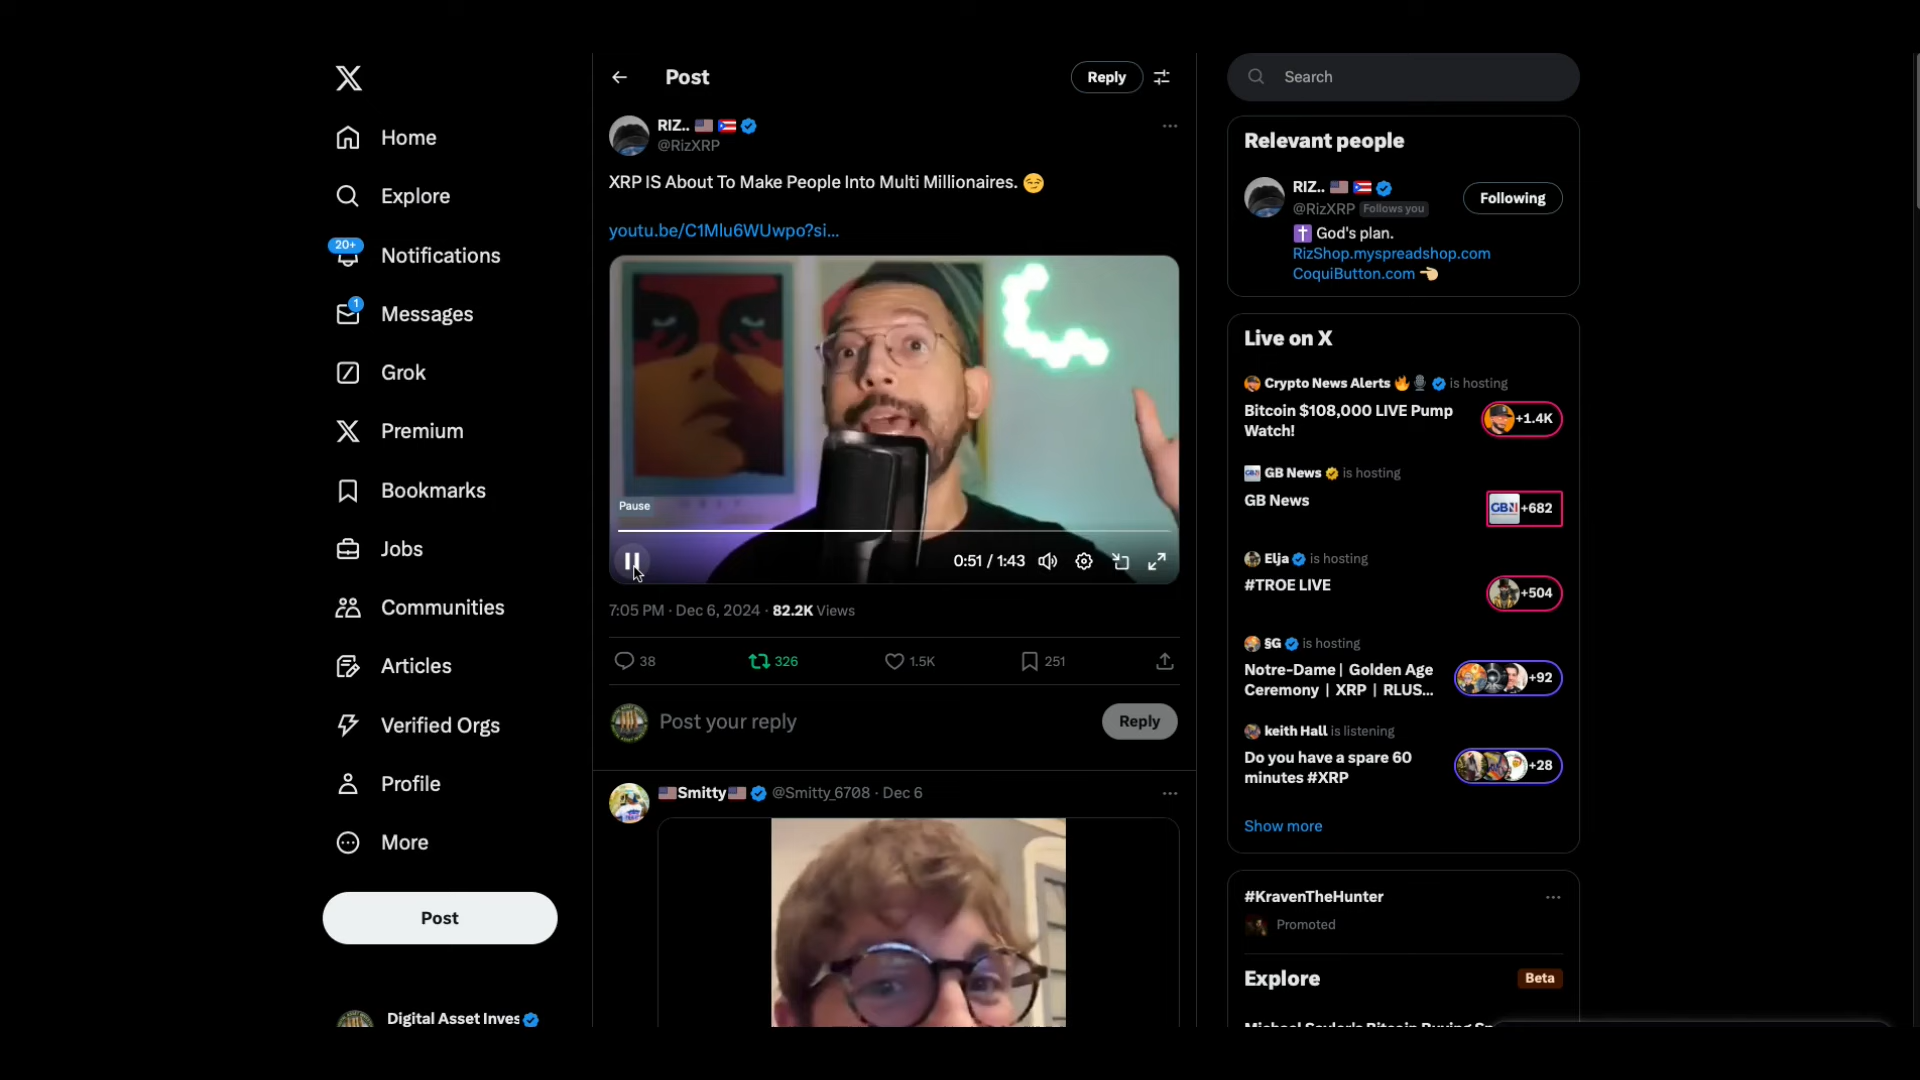 Home
Explore
20+
Notifications
1
Messages
Grok
Premium
Bookmarks
Jobs
Communities
Articles
Verified Orgs
Profile
More
Post
Digital Asset Inves
Post
Reply
RIZ..
@RizXRP
XRP IS About To Make People Into Multi Millionaires. 😏
youtu.be/C1Mlu6WUwpo?si...
Pause
0:51 / 1:43
7:05 PM · Dec 6, 2024 · 82.2K Views
38
326
1.5K
251
Post your reply
Reply
Smitty @Smitty_6708 · Dec 6
Search
Relevant people
RIZ..
@RizXRP Follows you
Following
God's plan.
RizShop.myspreadshop.com
CoquiButton.com
Live on X
Crypto News Alerts is hosting
Bitcoin $108,000 LIVE Pump
Watch!
+1.4K
GB News is hosting
GB News
GBN +682
Elja is hosting
#TROE LIVE
+504
§G is hosting
Notre-Dame | Golden Age
Ceremony | XRP | RLUS...
+92
keith Hall is listening
Do you have a spare 60
minutes #XRP
+28
Show more
#KravenTheHunter
Promoted
Explore
Beta